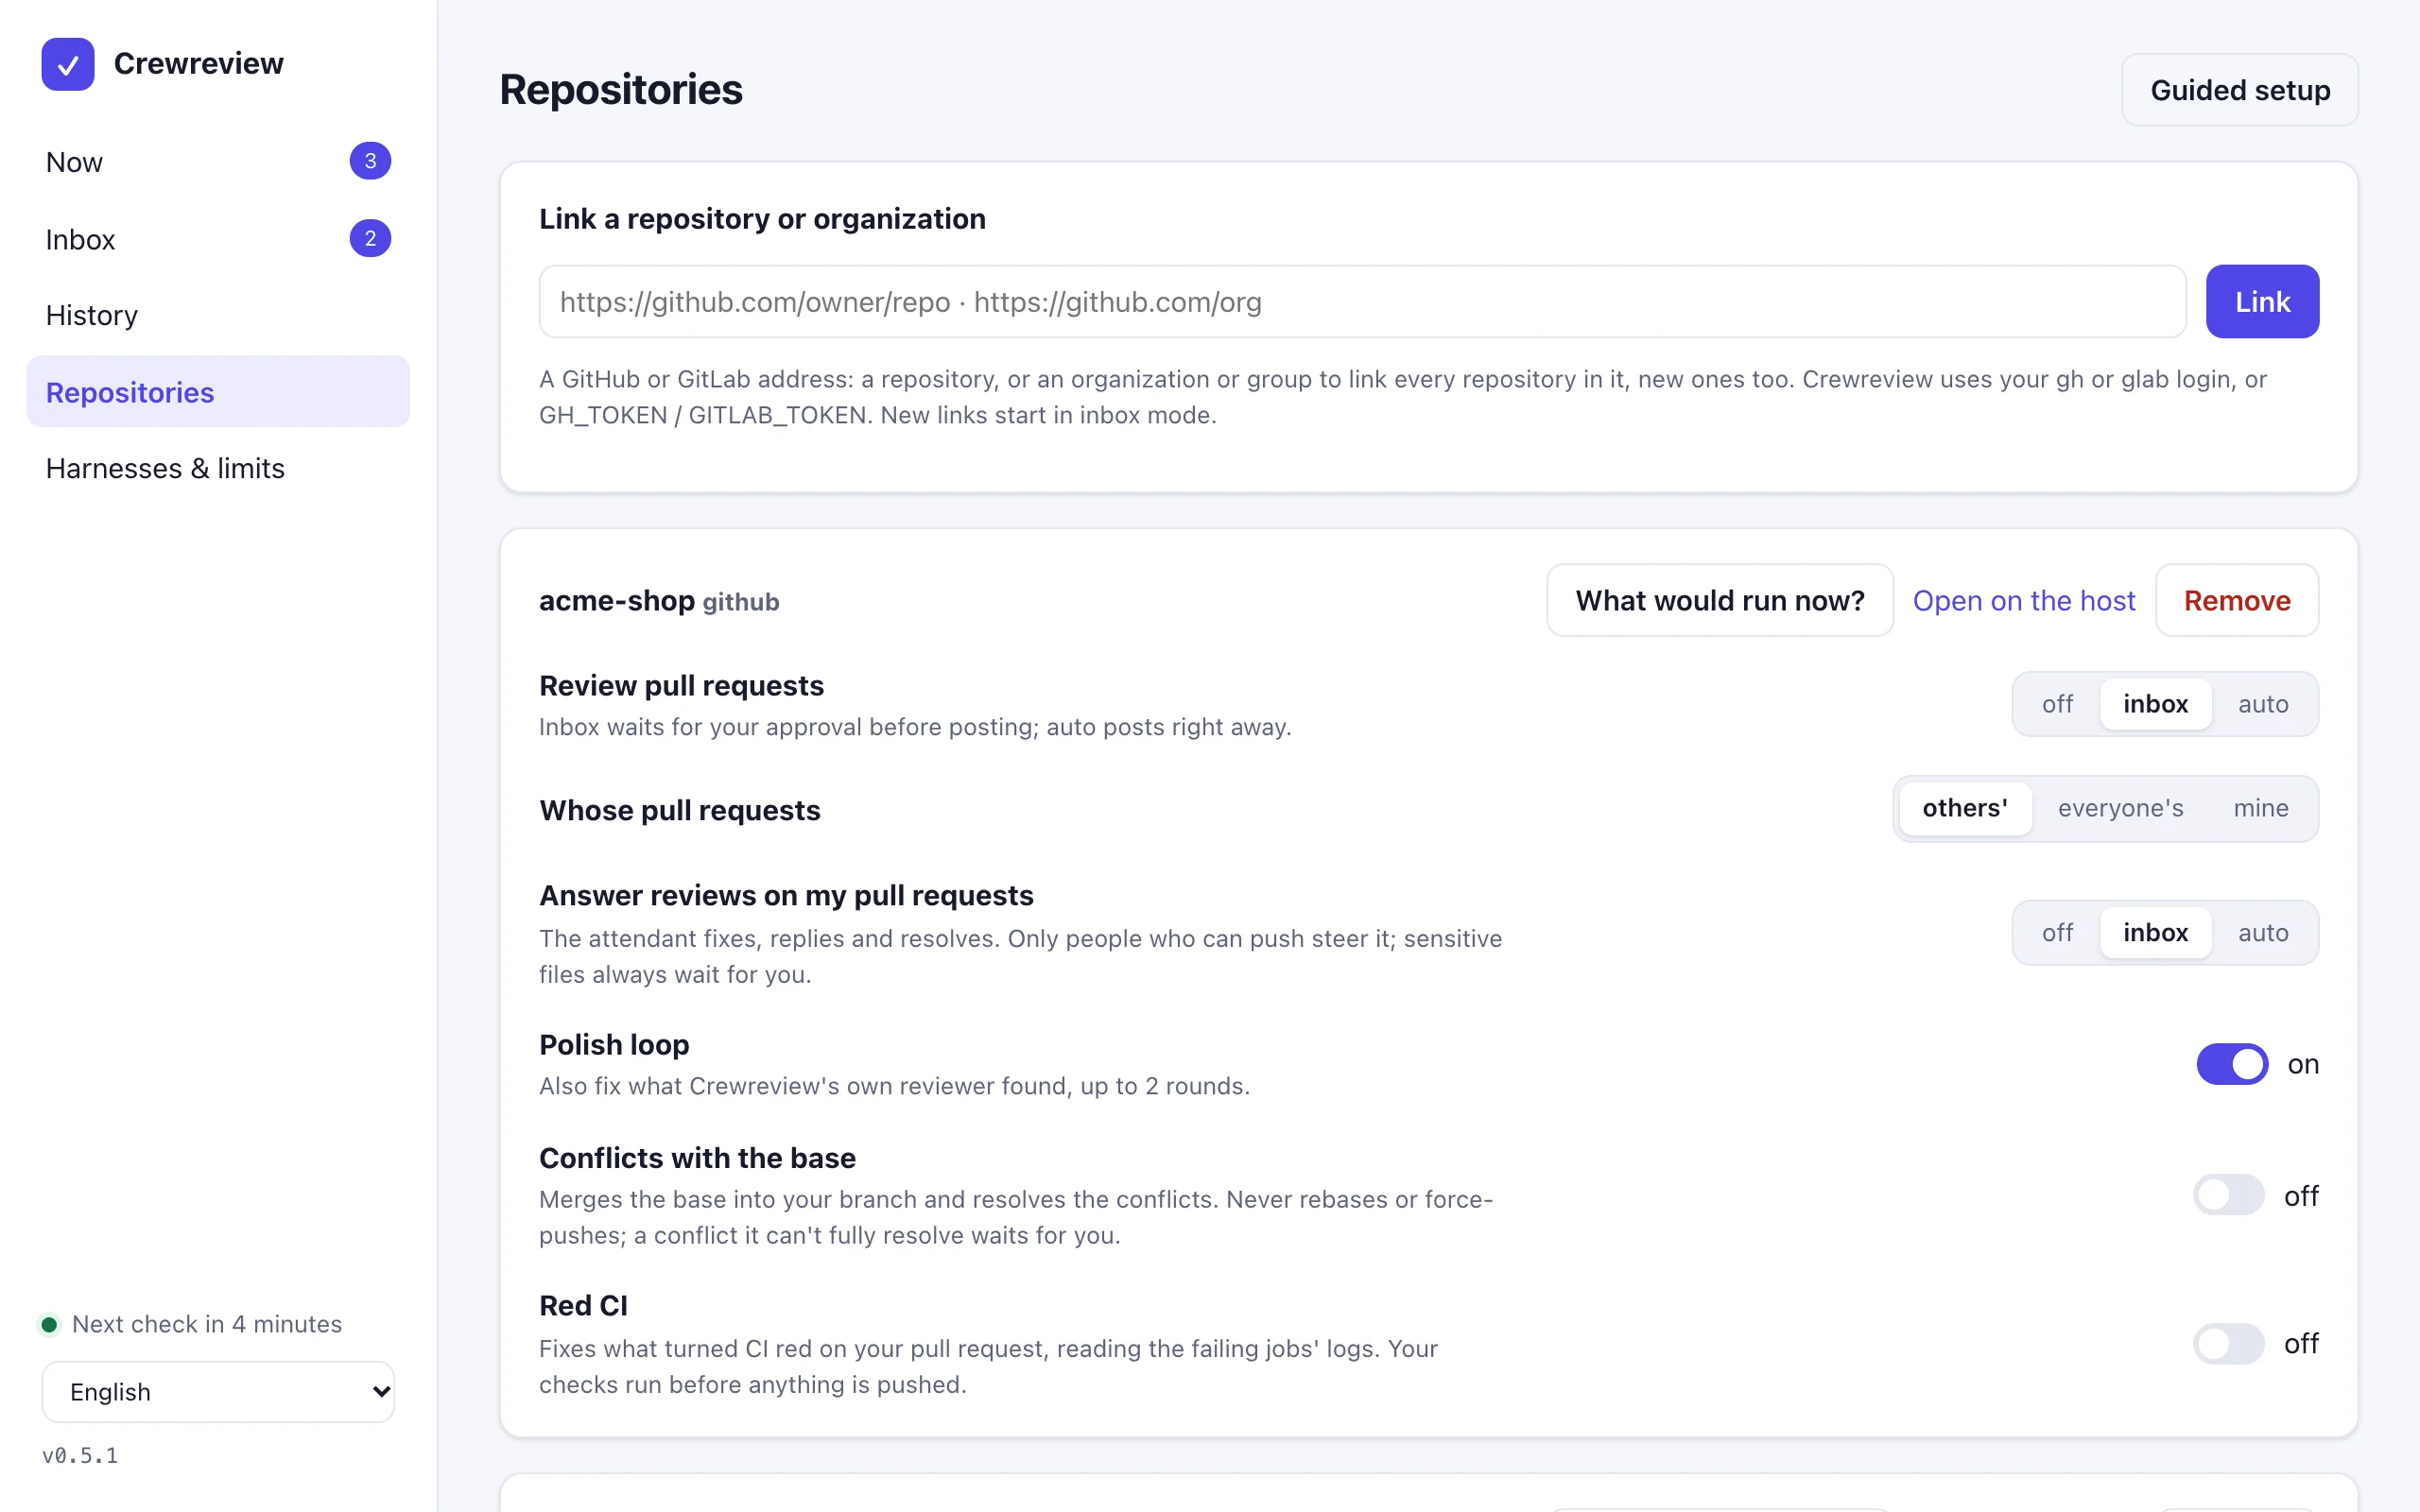 Crewreview
Now
3
Inbox
2
History
Repositories
Harnesses & limits
Next check in 4 minutes
English
v0.5.1
Repositories
Guided setup
Link a repository or organization
https://github.com/owner/repo · https://github.com/org
Link
A GitHub or GitLab address: a repository, or an organization or group to link every repository in it, new ones too. Crewreview uses your gh or glab login, or
GH_TOKEN / GITLAB_TOKEN. New links start in inbox mode.
acme-shop github
What would run now?
Open on the host
Remove
Review pull requests
Inbox waits for your approval before posting; auto posts right away.
off inbox auto
Whose pull requests
others' everyone's mine
Answer reviews on my pull requests
The attendant fixes, replies and resolves. Only people who can push steer it; sensitive
files always wait for you.
off inbox auto
Polish loop
Also fix what Crewreview's own reviewer found, up to 2 rounds.
on
Conflicts with the base
Merges the base into your branch and resolves the conflicts. Never rebases or force-
pushes; a conflict it can't fully resolve waits for you.
off
Red CI
Fixes what turned CI red on your pull request, reading the failing jobs' logs. Your
checks run before anything is pushed.
off